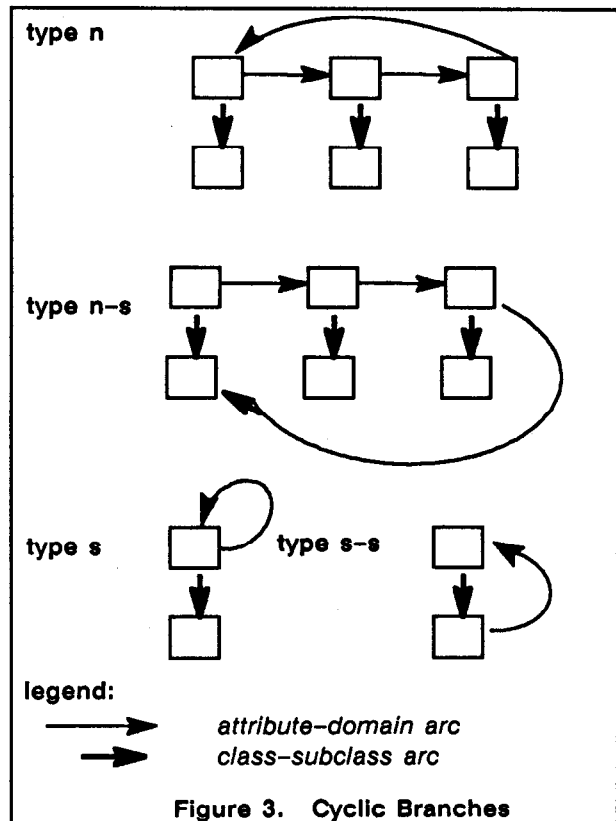 type n
type n-s
type s
type s-s
legend:
attribute-domain arc
class-subclass arc
Figure 3. Cyclic Branches